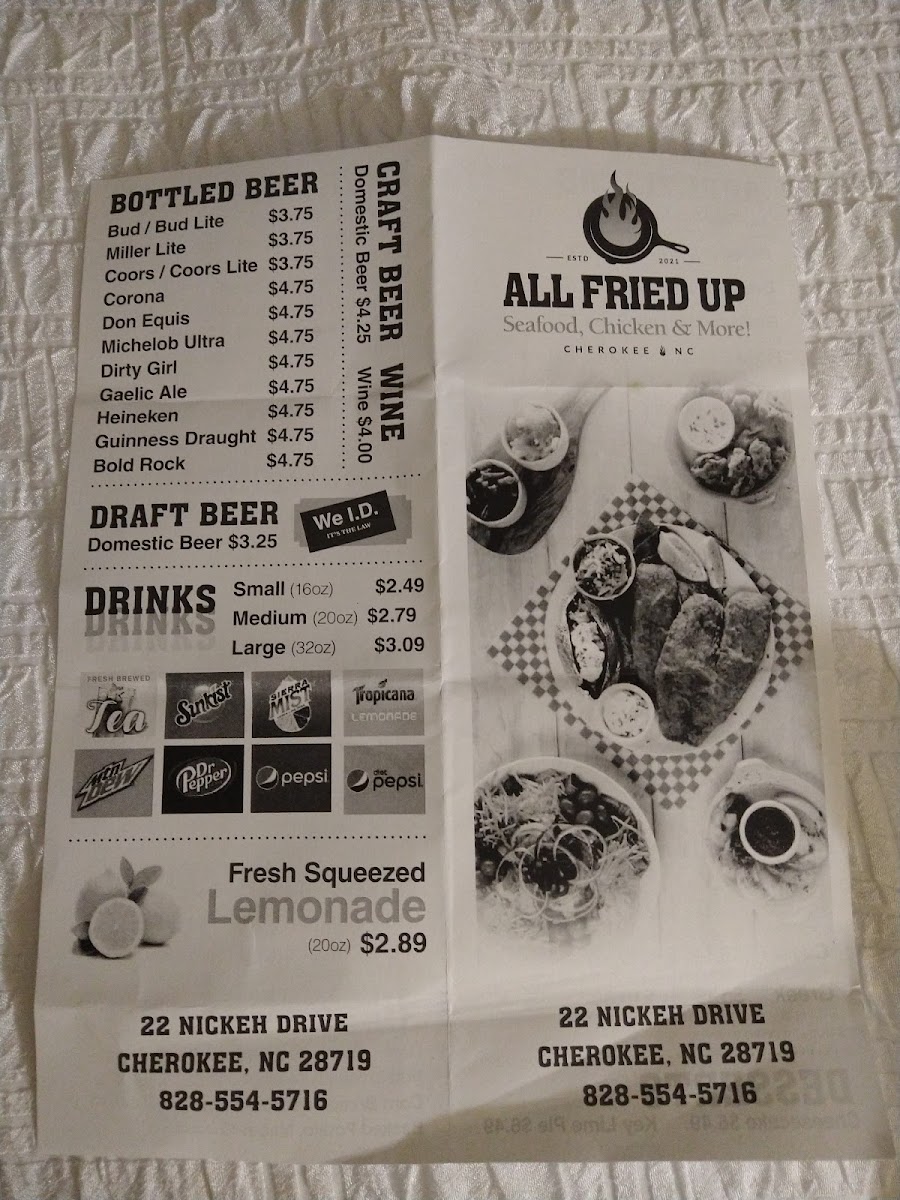 BOTTLED BEER
Bud / Bud Lite $3.75
Miller Lite $3.75
Coors / Coors Lite $3.75
Corona $4.75
Don Equis $4.75
Michelob Ultra $4.75
Dirty Girl $4.75
Gaelic Ale $4.75
Heineken $4.75
Guinness Draught $4.75
Bold Rock $4.75
CRAFT BEER
Domestic Beer $4.25
WINE
Wine $4.00
DRAFT BEER
Domestic Beer $3.25
We I.D.
IT'S THE LAW
DRINKS
Small (16oz) $2.49
Medium (20oz) $2.79
Large (32oz) $3.09
FRESH BREWED
Tea
Sunkist
SIERRA
MIST
Tropicana
LEMONADE
Mtn
Dew
Dr
Pepper
pepsi
diet
pepsi
Fresh Squeezed
Lemonade
(20oz) $2.89
22 NICKEH DRIVE
CHEROKEE, NC 28719
828-554-5716
ESTD 2021
ALL FRIED UP
Seafood, Chicken & More!
CHEROKEE NC
22 NICKEH DRIVE
CHEROKEE, NC 28719
828-554-5716
Key Lime Pie $6.49